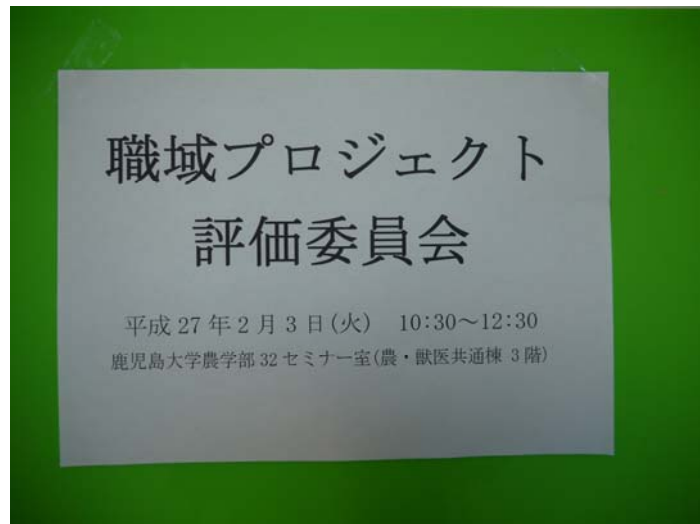 職域プロジェクト
評価委員会
平成 27 年 2 月 3 日(火) 10:30～12:30
鹿児島大学農学部 32 セミナー室(農・獣医共通棟 3 階)